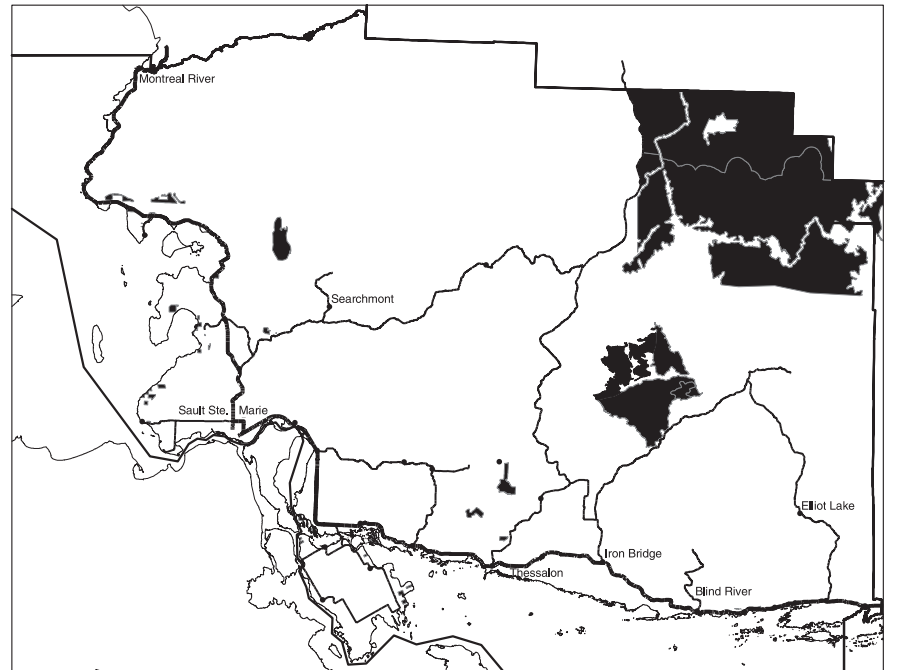 Montreal River
Searchmont
Sault Ste. Marie
Elliot Lake
Iron Bridge
Thessalon
Blind River